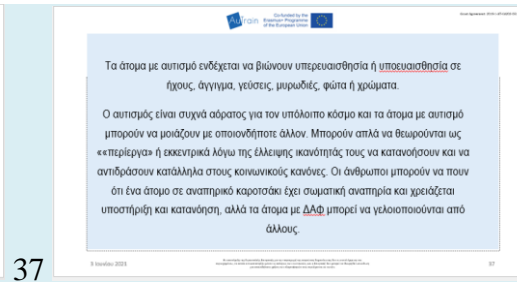 AuTrain
Co-funded by the
Erasmus+ Programme
of the European Union
Τα άτομα με αυτισμό ενδέχεται να βιώνουν υπερευαισθησία ή υποευαισθησία σε
ήχους, άγγιγμα, γεύσεις, μυρωδιές, φώτα ή χρώματα.
Ο αυτισμός είναι συχνά αόρατος για τον υπόλοιπο κόσμο και τα άτομα με αυτισμό
μπορούν να μοιάζουν με οποιονδήποτε άλλον. Μπορούν απλά να θεωρούνται ως
««περίεργα» ή εκκεντρικά λόγω της έλλειψης ικανότητάς τους να κατανοήσουν και να
αντιδράσουν κατάλληλα στους κοινωνικούς κανόνες. Οι άνθρωποι μπορούν να πουν
ότι ένα άτομο σε αναπηρικό καροτσάκι έχει σωματική αναπηρία και χρειάζεται
υποστήριξη και κατανόηση, αλλά τα άτομα με ΔΑΦ μπορεί να γελοιοποιούνται από
άλλους.
37
8 Ιουνίου 2023
37